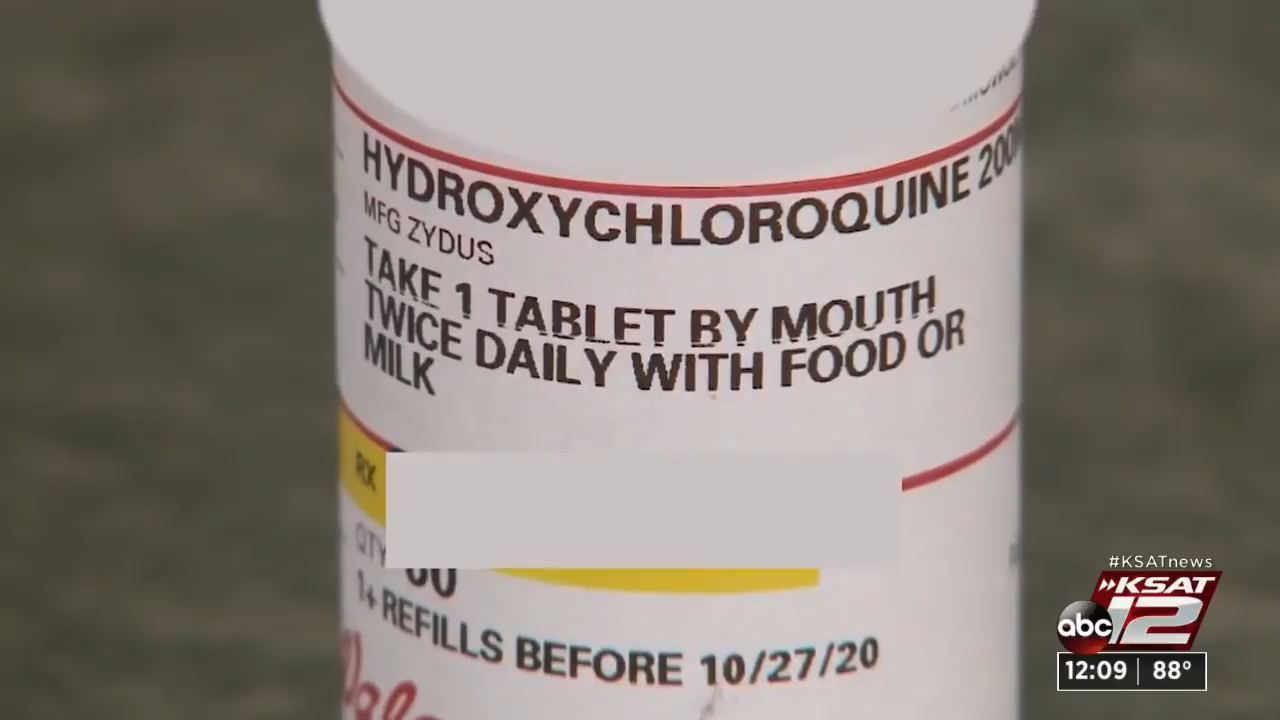 HYDROXYCHLOROQUINE
MFG ZYDUS
TAKE 1 TABLET BY MOUTH
TWICE DAILY WITH FOOD OR
MILK
RX
QTY
1+ REFILLS BEFORE 10/27/20
#KSATnews
KSAT
abc 12
12:09 88°